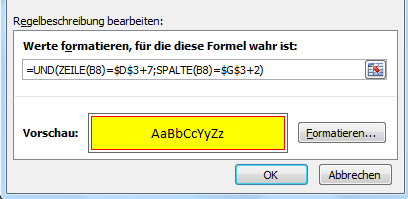 Regelbeschreibung bearbeiten:
Werte formatieren, für die diese Formel wahr ist:
=UND(ZEILE(B8)=$D$3+7;SPALTE(B8)=$G$3+2)
Vorschau: AaBbCcYyZz Formatieren...
OK Abbrechen